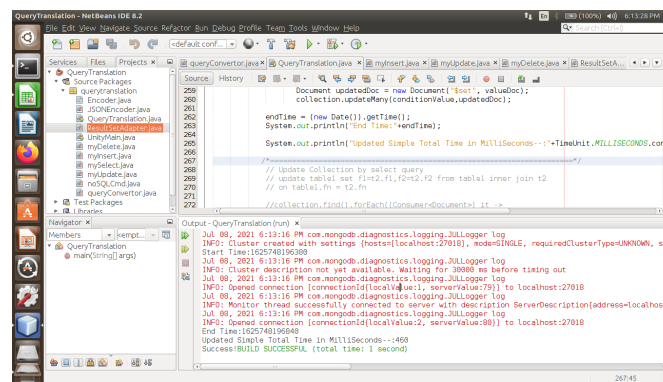 QueryTranslation - NetBeans IDE 8.2
En
(100%)
6:13:28 PM
File Edit View Navigate Source Refactor Run Debug Profile Team Tools Window Help
Search (Ctrl+I)
<default conf...
Services Files Projects ×
queryConvertor.java × QueryTranslation.java × myInsert.java × myUpdate.java × myDelete.java × ResultSetA...
QueryTranslation
Source Packages
querytranslation
Encoder.java
JSONEncoder.java
QueryTranslation.java
ResultSetAdapter.java
UnityMain.java
myDelete.java
myInsert.java
mySelect.java
myUpdate.java
noSQLCmd.java
queryConvertor.java
Test Packages
Libraries
Source History
259 Document updatedDoc = new Document("$set", valueDoc);
260 collection.updateMany(conditionValue,updatedDoc);
261
262 endTime = (new Date()).getTime();
263 System.out.println("End Time:"+endTime);
264
265 System.out.println("Updated Simple Total Time in MilliSeconds--:"+TimeUnit.MILLISECONDS.con
266
267
268 // Update Collection by select query
269 // update table1 set f1=t2.f1,f2=t2.f2 from table1 inner join t2
270 // on table1.fn = t2.fn
271
272 //collection.find().forEach((Consumer<Document>) it ->
Navigator ×
Members <empt...
QueryTranslation
main(String[] args)
Output - QueryTranslation (run) ×
Jul 08, 2021 6:13:16 PM com.mongodb.diagnostics.logging.JULLogger log
INFO: Cluster created with settings {hosts=[localhost:27018], mode=SINGLE, requiredClusterType=UNKNOWN, s
Start Time:1625748196380
Jul 08, 2021 6:13:16 PM com.mongodb.diagnostics.logging.JULLogger log
INFO: Cluster description not yet available. Waiting for 30000 ms before timing out
Jul 08, 2021 6:13:16 PM com.mongodb.diagnostics.logging.JULLogger log
INFO: Opened connection [connectionId{localValue:1, serverValue:79}] to localhost:27018
Jul 08, 2021 6:13:16 PM com.mongodb.diagnostics.logging.JULLogger log
INFO: Monitor thread successfully connected to server with description ServerDescription{address=localhos
Jul 08, 2021 6:13:16 PM com.mongodb.diagnostics.logging.JULLogger log
INFO: Opened connection [connectionId{localValue:2, serverValue:80}] to localhost:27018
End Time:1625748196840
Updated Simple Total Time in MilliSeconds--:460
Success!BUILD SUCCESSFUL (total time: 1 second)
267:45